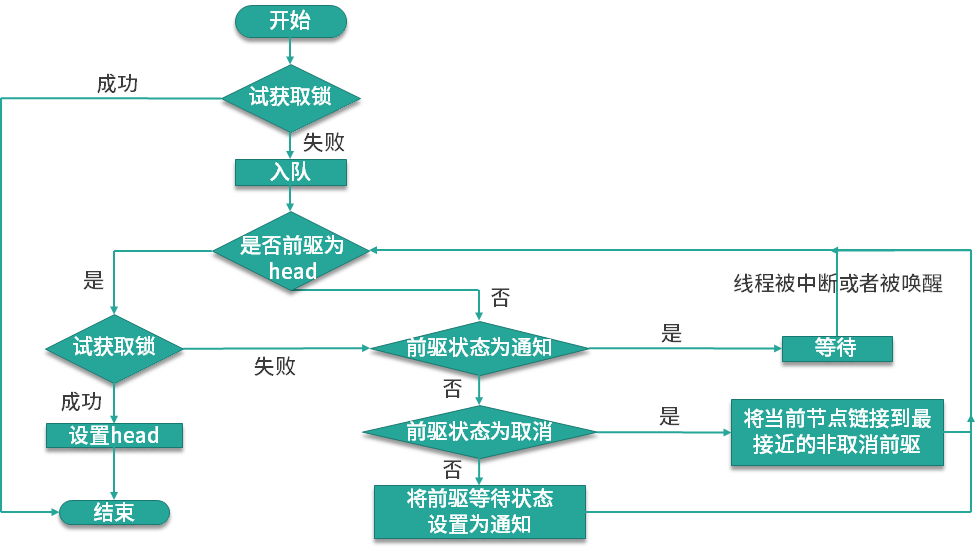 开始
成功
试获取锁
失败
入队
是否前驱为
head
是
否
线程被中断或者被唤醒
试获取锁
失败
前驱状态为通知
是
等待
成功
否
设置head
前驱状态为取消
是
将当前节点链接到最
接近的非取消前驱
否
结束
将前驱等待状态
设置为通知